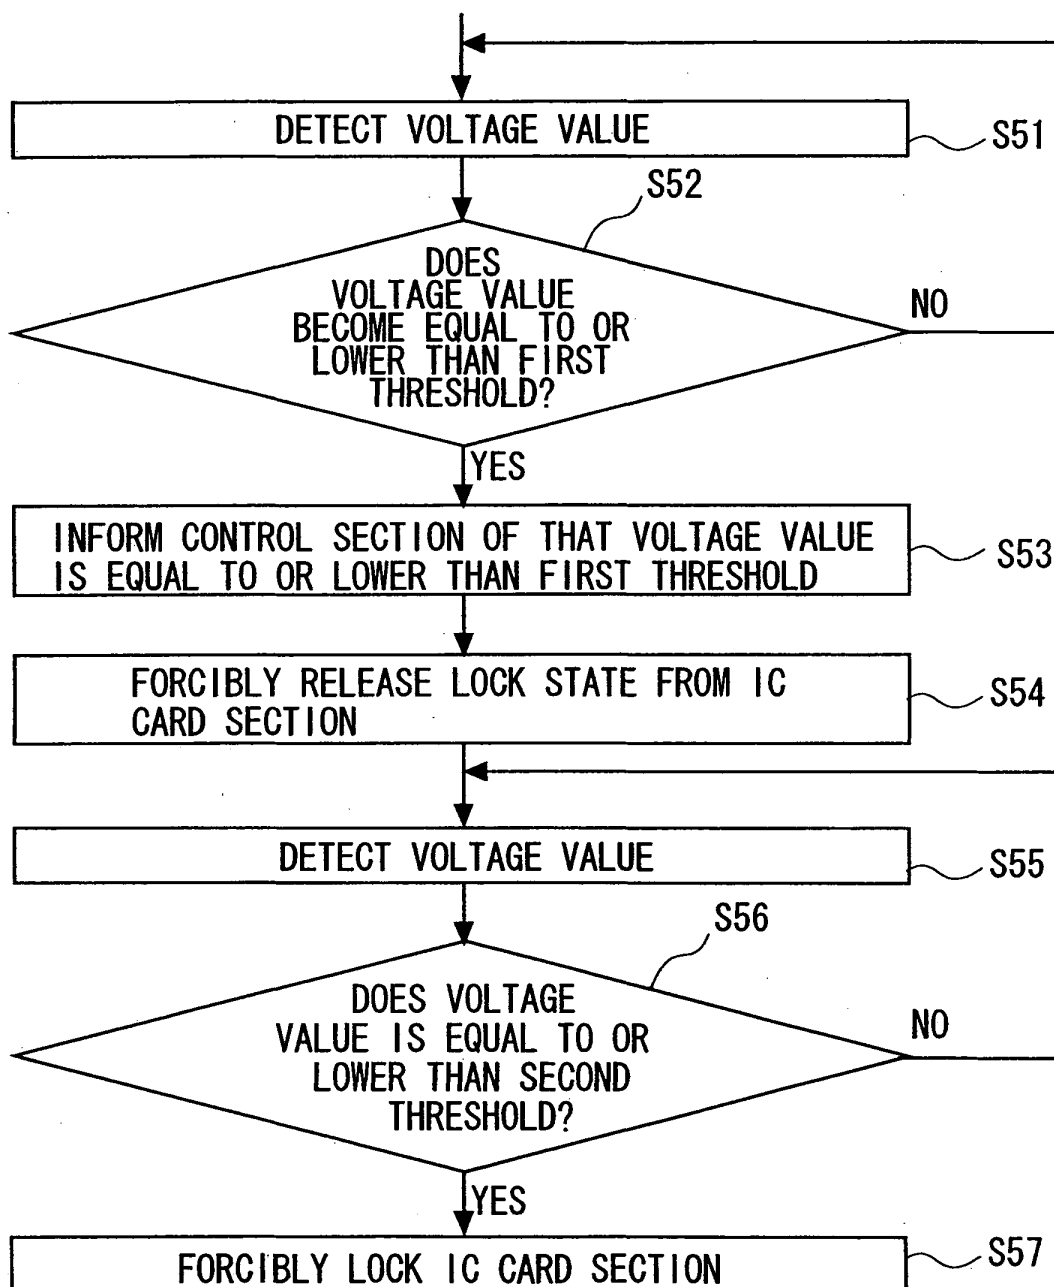 DETECT VOLTAGE VALUE
S51
S52
DOES
VOLTAGE VALUE
BECOME EQUAL TO OR
LOWER THAN FIRST
THRESHOLD?
NO
YES
INFORM CONTROL SECTION OF THAT VOLTAGE VALUE
IS EQUAL TO OR LOWER THAN FIRST THRESHOLD
S53
FORCIBLY RELEASE LOCK STATE FROM IC
CARD SECTION
S54
DETECT VOLTAGE VALUE
S55
S56
DOES VOLTAGE
VALUE IS EQUAL TO OR
LOWER THAN SECOND
THRESHOLD?
NO
YES
FORCIBLY LOCK IC CARD SECTION
S57